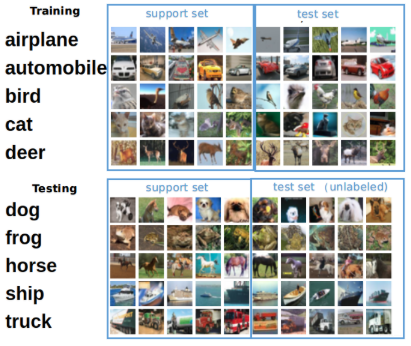 Training
support set
test set
airplane
automobile
bird
cat
deer
Testing
support set
test set （unlabeled）
dog
frog
horse
ship
truck